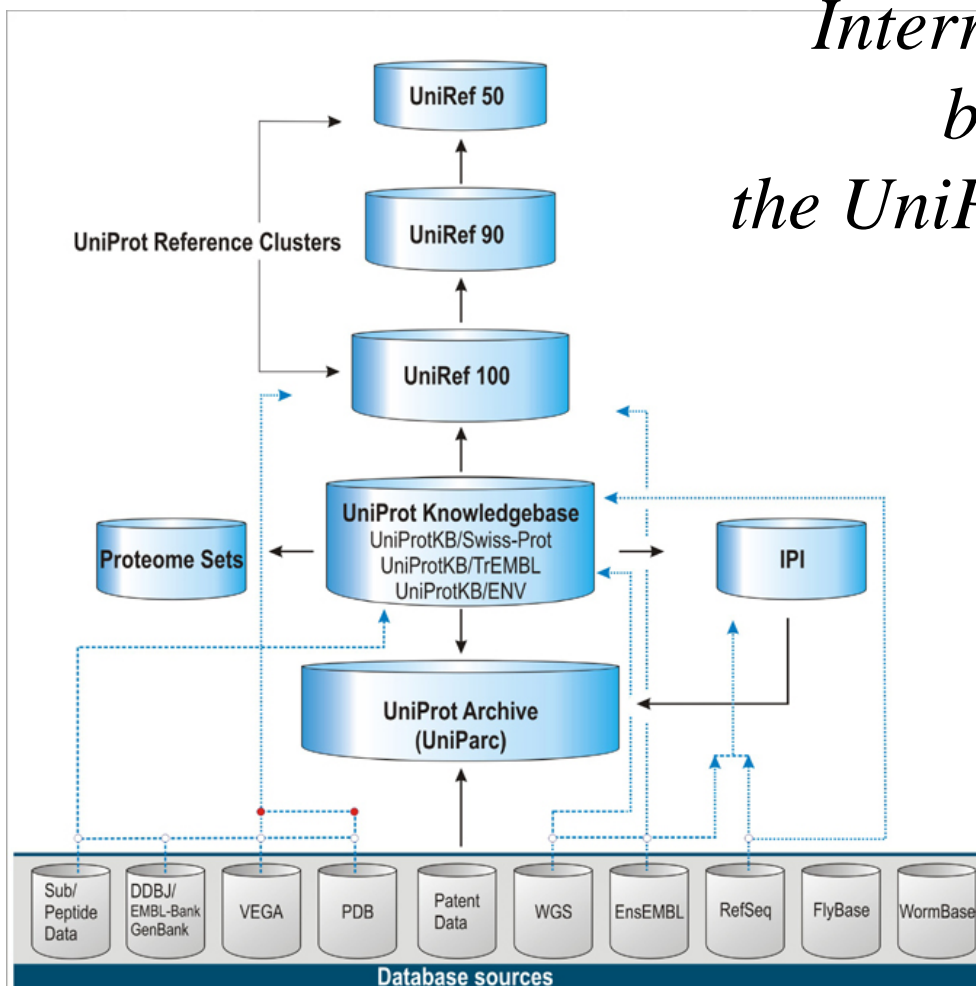 Intern
b
the UniP
UniRef 50
UniRef 90
UniProt Reference Clusters
UniRef 100
UniProt Knowledgebase
UniProtKB/Swiss-Prot
UniProtKB/TrEMBL
UniProtKB/ENV
Proteome Sets
IPI
UniProt Archive
(UniParc)
Sub/
Peptide
Data
DDBJ/
EMBL-Bank
GenBank
VEGA
PDB
Patent
Data
WGS
EnsEMBL
RefSeq
FlyBase
WormBase
Database sources